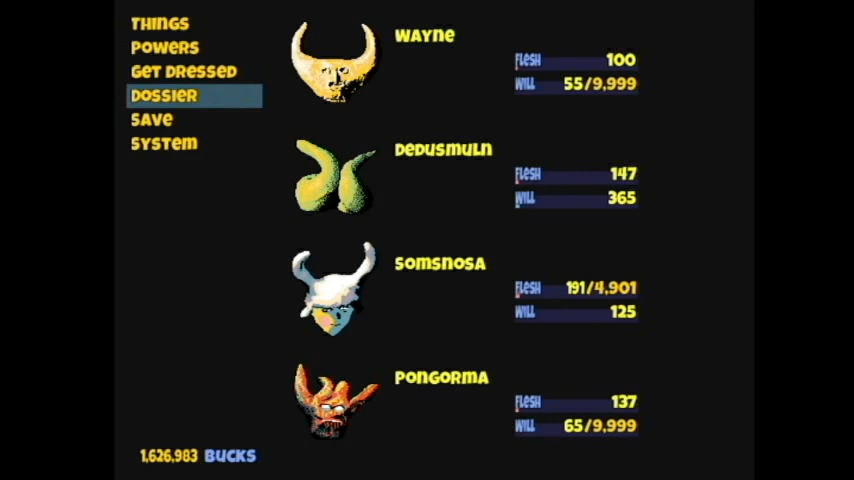 THINGS
POWERS
GET DRESSED
DOSSIER
SAVE
SYSTEM
WAYNE
FLESH 100
WILL 55/9,999
DEDUSMULN
FLESH 147
WILL 365
SOMSNOSA
FLESH 191/4,901
WILL 125
PONGORMA
FLESH 137
WILL 65/9,999
1,626,983 BUCKS